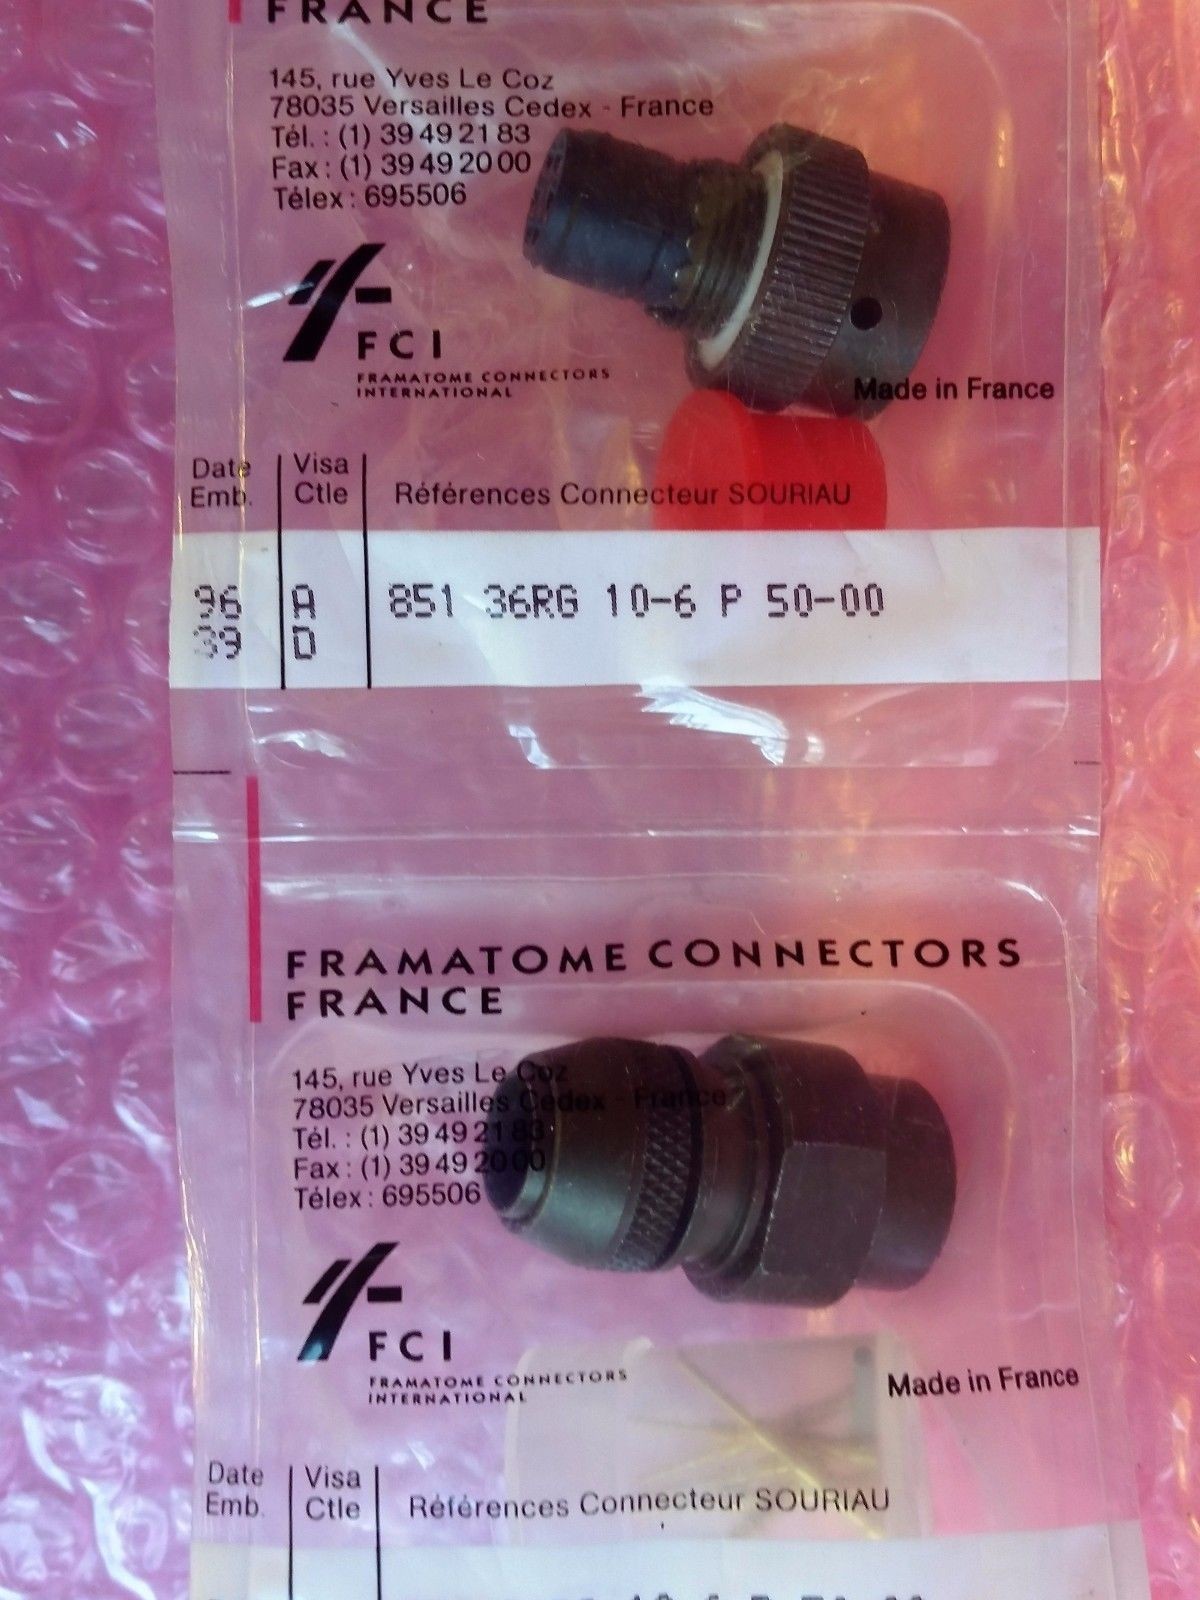 FRANCE
145, rue Yves Le Coz
78035 Versailles Cedex - France
Tél. : (1) 39 49 21 83
Fax : (1) 39 49 20 00
Télex : 695506
FCI
FRAMATOME CONNECTORS
INTERNATIONAL
Made in France
Date Emb.
Visa Ctle
Références Connecteur SOURIAU
96 A 851 36RG 10-6 P 50-00
39 D
FRAMATOME CONNECTORS
FRANCE
145, rue Yves Le Coz
78035 Versailles Cedex - France
Tél. : (1) 39 49 21 83
Fax : (1) 39 49 20 00
Télex : 695506
FCI
FRAMATOME CONNECTORS
INTERNATIONAL
Made in France
Date Emb.
Visa Ctle
Références Connecteur SOURIAU